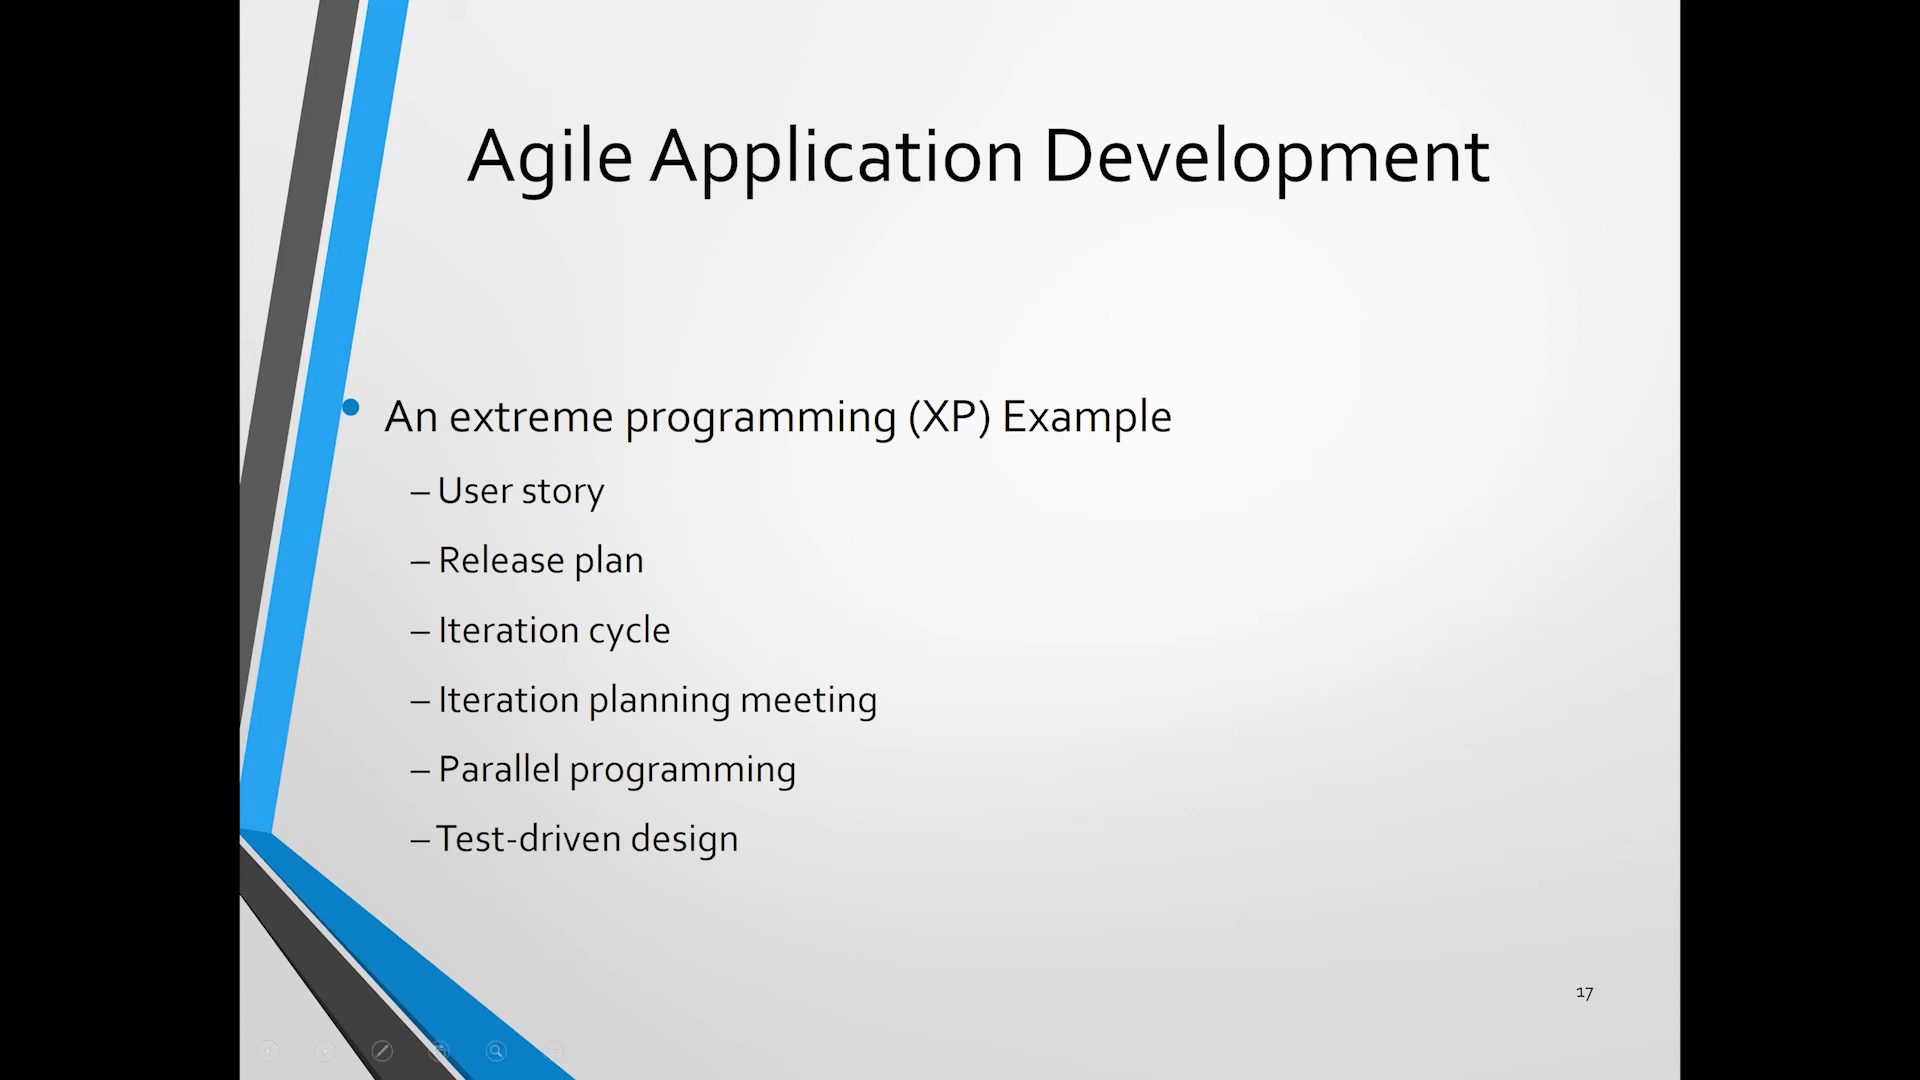 Agile Application Development
• An extreme programming (XP) Example
– User story
– Release plan
– Iteration cycle
– Iteration planning meeting
– Parallel programming
– Test-driven design
17